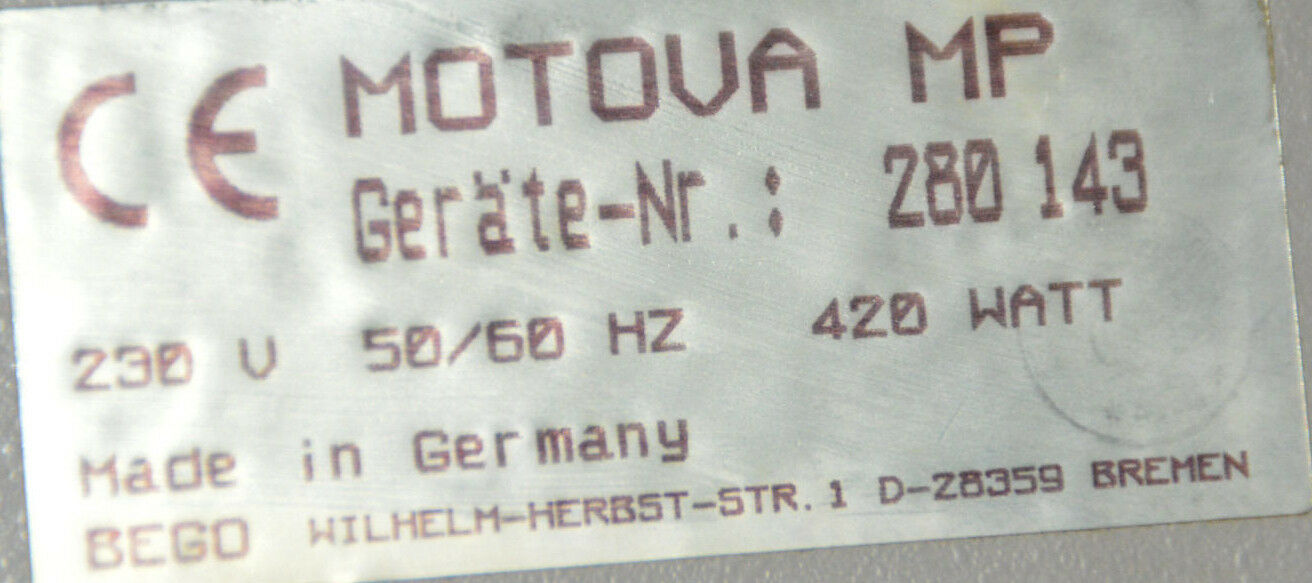 CE MOTOVA MP
Geräte-Nr.: 280 143
230 V 50/60 HZ 420 WATT
Made in Germany
BEGO WILHELM-HERBST-STR. 1 D-28359 BREMEN